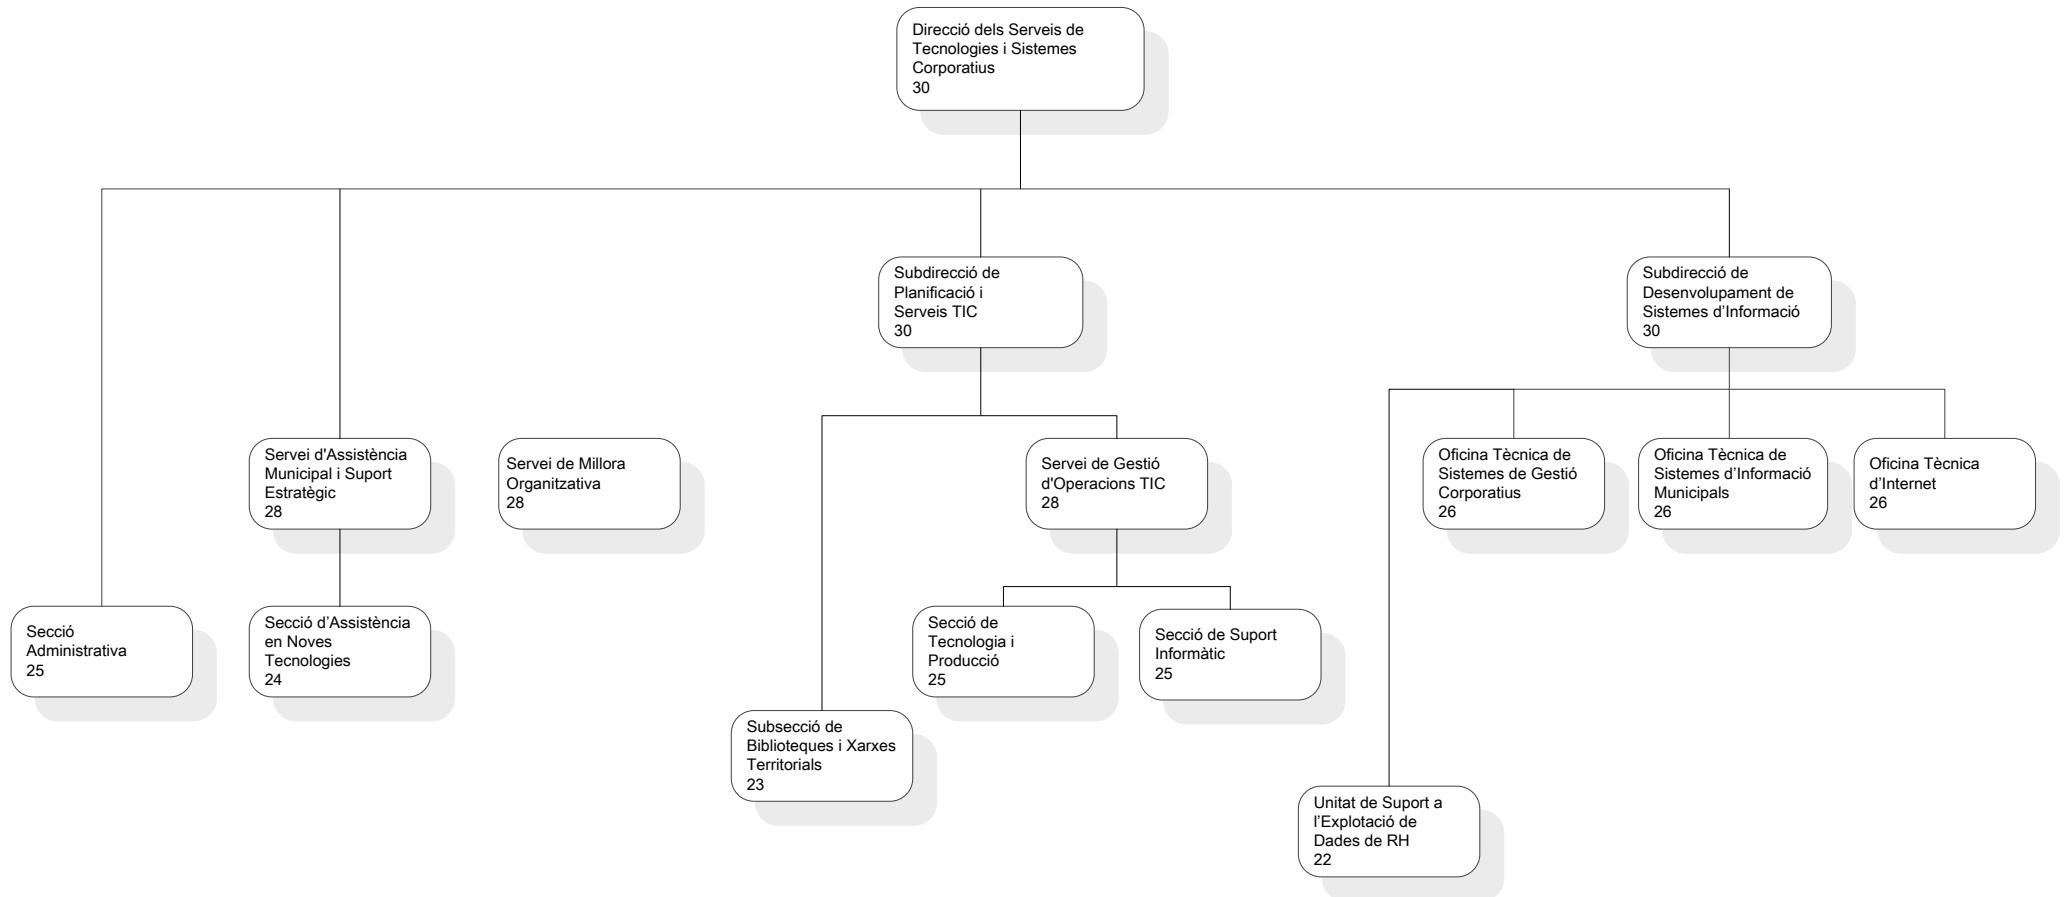 Direcció dels Serveis de
Tecnologies i Sistemes
Corporatius
30
Subdirecció de
Planificació i
Serveis TIC
30
Subdirecció de
Desenvolupament de
Sistemes d’Informació
30
Servei d'Assistència
Municipal i Suport
Estratègic
28
Servei de Millora
Organitzativa
28
Servei de Gestió
d'Operacions TIC
28
Oficina Tècnica de
Sistemes de Gestió
Corporatius
26
Oficina Tècnica de
Sistemes d’Informació
Municipals
26
Oficina Tècnica
d’Internet
26
Secció
Administrativa
25
Secció d’Assistència
en Noves
Tecnologies
24
Secció de
Tecnologia i
Producció
25
Secció de Suport
Informàtic
25
Subsecció de
Biblioteques i Xarxes
Territorials
23
Unitat de Suport a
l’Explotació de
Dades de RH
22